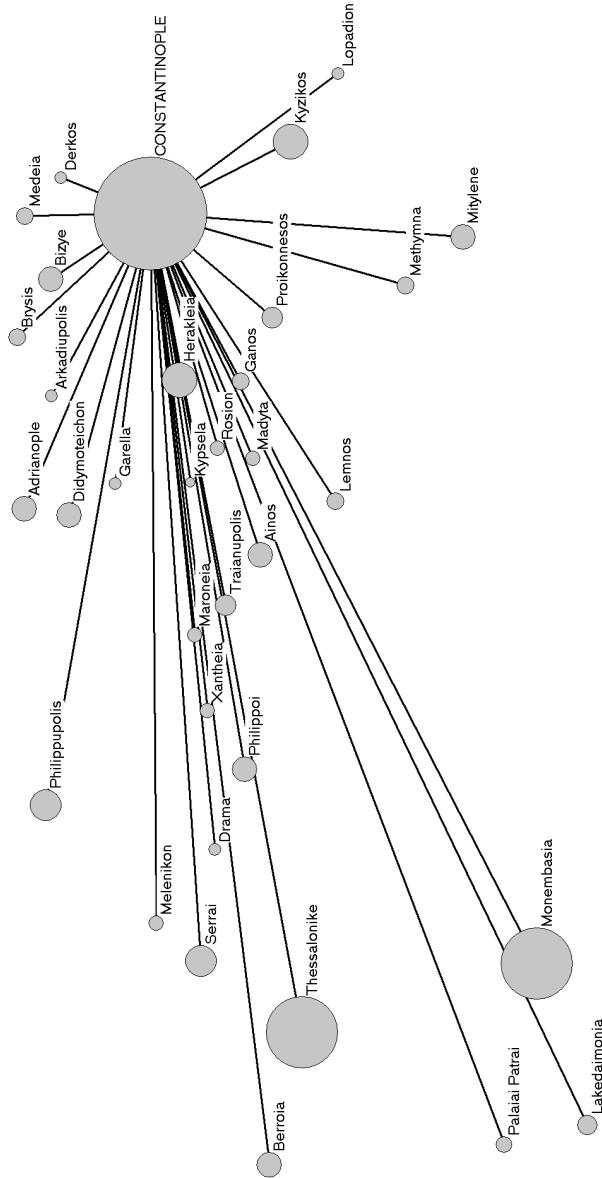 Lopadion
CONSTANTINOPLE
Kyzikos
Derkos
Medeia
Mitylene
Bizye
Proikonnesos
Methymna
Brysis
Herakleia
Arkadiupolis
Ganos
Rosion
Madyta
Adrianople
Didymoteichon
Garella
Kypsela
Lemnos
Ainos
Traianupolis
Maroneia
Xantheia
Philippupolis
Philippoi
Drama
Melenikon
Serrai
Monembasia
Thessalonike
Palaiai Patrai
Lakedaimonia
Berroia